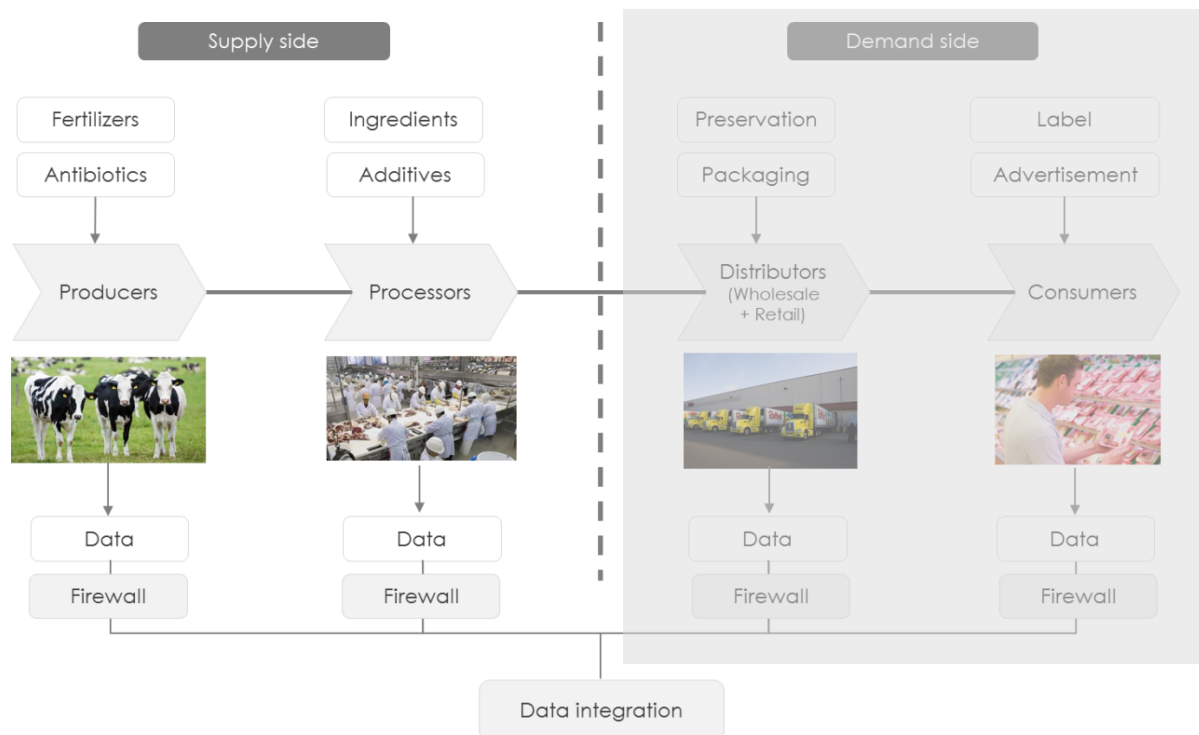 Supply side
Demand side
Fertilizers
Ingredients
Preservation
Label
Antibiotics
Additives
Packaging
Advertisement
Producers
Processors
Distributors
(Wholesale
+ Retail)
Consumers
Data
Data
Data
Data
Firewall
Firewall
Firewall
Firewall
Data integration